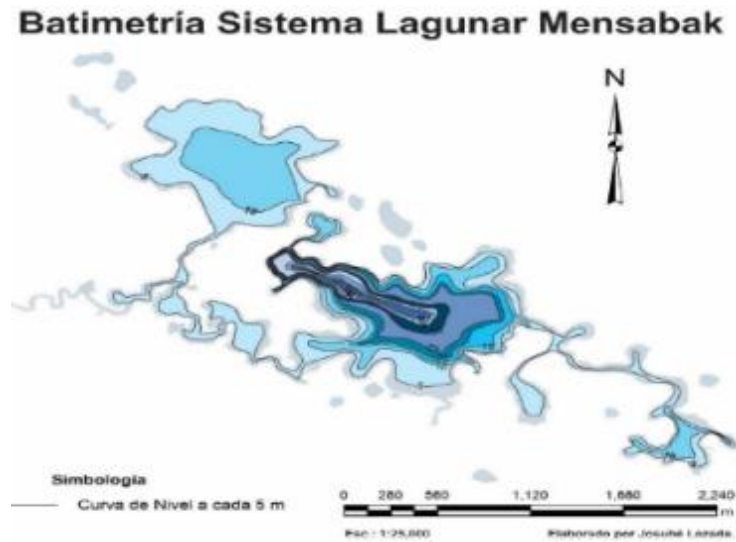 Batimetría Sistema Lagunar Mensabak
N
Simbología
Curva de Nivel a cada 5 m
0 280 560 1,120 1,680 2,240
m
Esc : 1:25,000 Elaborado por Josuhé Lozada